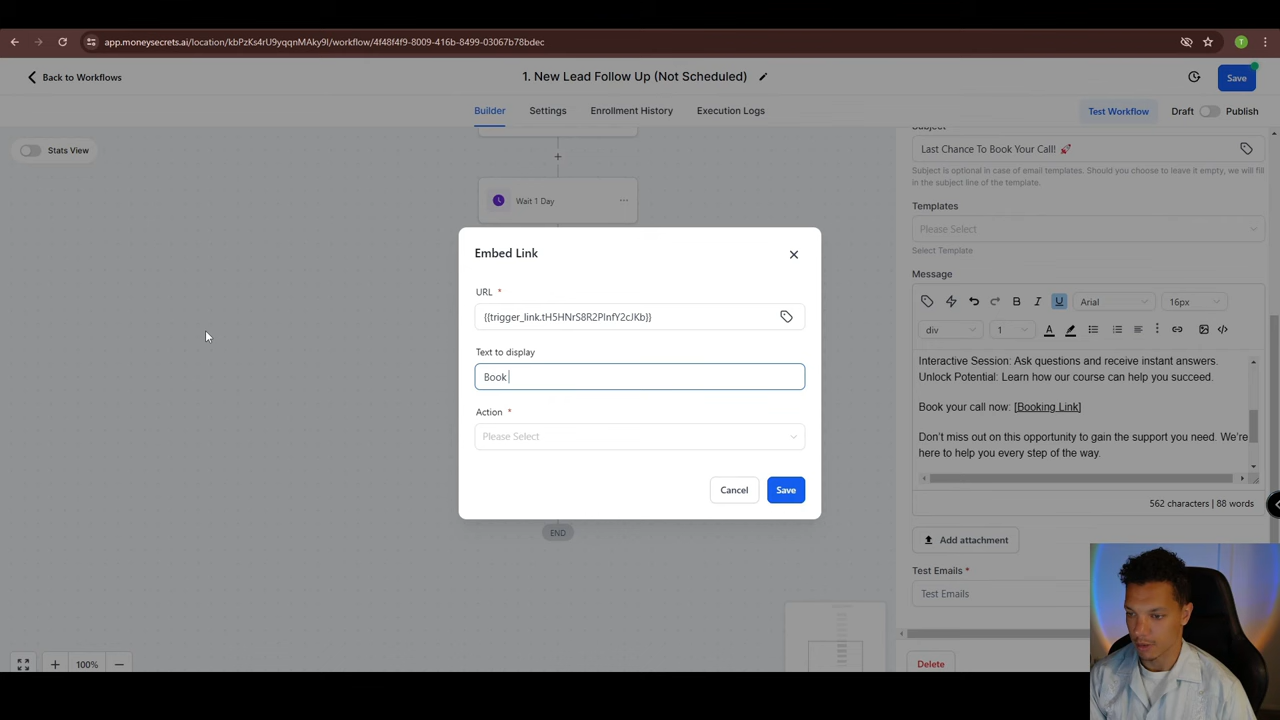 app.moneysecrets.ai/location/kbPzKs4rU9yqqnMAky9l/workflow/4f48f4f9-8009-416b-8499-03067b78bdec
T
Back to Workflows
1. New Lead Follow Up (Not Scheduled)
Save
Builder
Settings
Enrollment History
Execution Logs
Test Workflow
Draft
Publish
Stats View
Subject
Last Chance To Book Your Call! 🚀
Subject is optional in case of email templates. Should you choose to leave it empty, we will
fill in the subject line of the template.
Templates
Please Select
Select Template
Message
Arial
16px
div
1
Interactive Session: Ask questions and receive instant answers.
Unlock Potential: Learn how our course can help you succeed.
Book your call now: [Booking Link]
Don't miss out on this opportunity to gain the support you need. We're
here to help you every step of the way.
562 characters | 88 words
Add attachment
Test Emails *
Test Emails
Delete
Wait 1 Day
Embed Link
URL *
{{trigger_link.tH5HNrS8R2PlnfY2cJKb}}
Text to display
Book
Action *
Please Select
Cancel
Save
END
100%